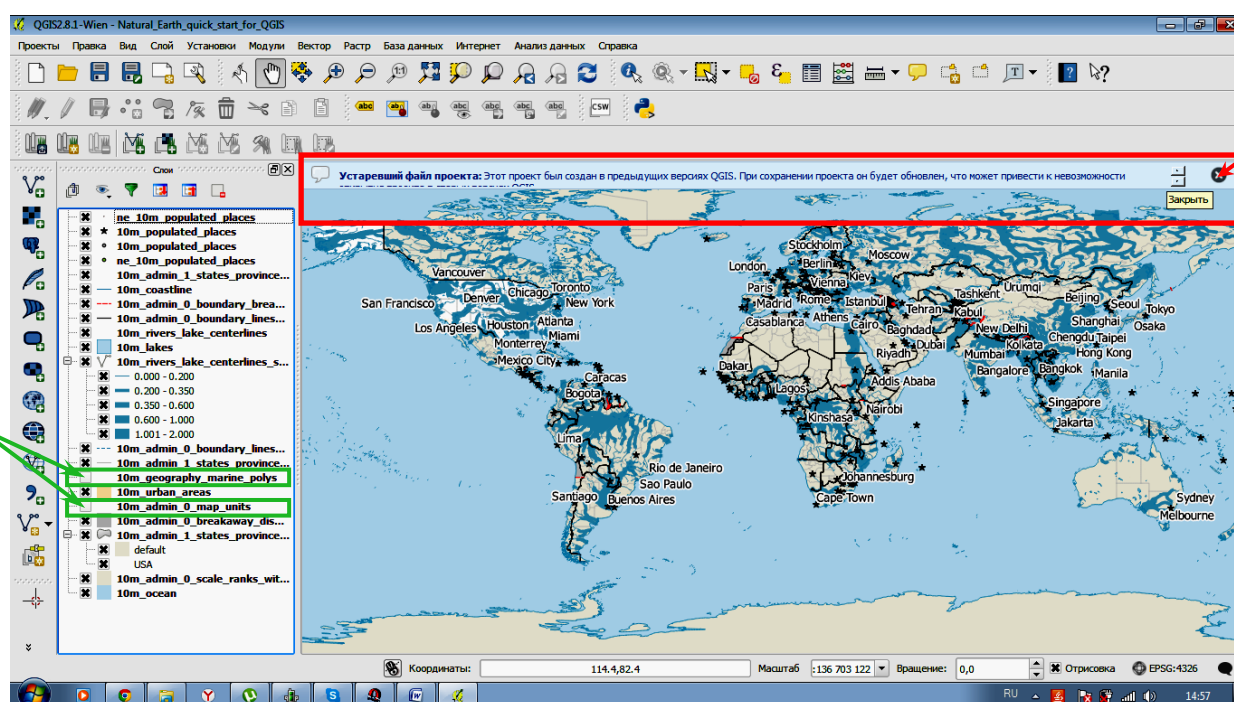 QGIS2.8.1-Wien - Natural_Earth_quick_start_for_QGIS
Проекты Правка Вид Слой Установки Модули Вектор Растр База данных Интернет Анализ данных Справка
CSW
Слои
Устаревший файл проекта: Этот проект был создан в предыдущих версиях QGIS. При сохранении проекта он будет обновлен, что может привести к невозможности
Закрыть
ne_10m_populated_places
10m_populated_places
10m_populated_places
ne_10m_populated_places
10m_admin_1_states_province...
10m_coastline
10m_admin_0_boundary_brea...
10m_admin_0_boundary_lines...
10m_rivers_lake_centerlines
10m_lakes
10m_rivers_lake_centerlines_s...
0.000 - 0.200
0.200 - 0.350
0.350 - 0.600
0.600 - 1.000
1.001 - 2.000
10m_admin_0_boundary_lines...
10m_admin_1_states_province...
10m_geography_marine_polys
10m_urban_areas
10m_admin_0_map_units
10m_admin_0_breakaway_dis...
10m_admin_1_states_province...
default
USA
10m_admin_0_scale_ranks_wit...
10m_ocean
Stockholm
Moscow
London Berlin
Vancouver
Paris Vienna Kiev
Denver Chicago Toronto
San Francisco New York
Madrid Rome Istanbul
Tashkent Urumqi
Beijing Seoul Tokyo
Los Angeles Houston Atlanta
Casablanca Athens Cairo Baghdad Tehran Kabul
New Delhi Shanghai Osaka
Monterrey Miami
Dubai Kolkata Chengdu Taipei
Mexico City
Riyadh Mumbai Hong Kong
Dakar
Bangalore Bangkok Manila
Caracas
Lagos Addis Ababa
Bogota
Nairobi Singapore
Kinshasa Jakarta
Lima
Rio de Janeiro
Johannesburg
Sao Paulo
Santiago Buenos Aires
Cape Town
Sydney
Melbourne
Координаты: 114.4,82.4 Масштаб :136 703 122 Вращение: 0,0 Отрисовка EPSG:4326
RU 14:57